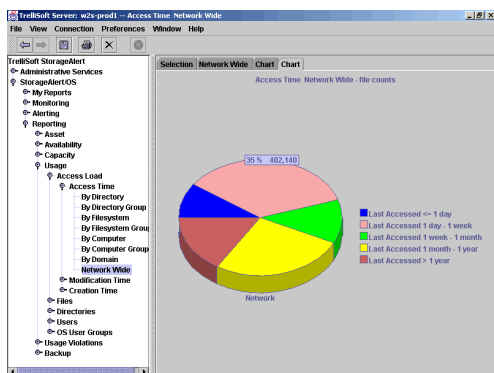 TrelliSoft Server: w2s-prod1 -- Access Time Network Wide
File View Connection Preferences Window Help
TrelliSoft StorageAlert
Administrative Services
StorageAlert/OS
My Reports
Monitoring
Alerting
Reporting
Asset
Availability
Capacity
Usage
Access Load
Access Time
By Directory
By Directory Group
By Filesystem
By Filesystem Grou
By Computer
By Computer Group
By Domain
Network Wide
Modification Time
Creation Time
Files
Directories
Users
OS User Groups
Usage Violations
Backup
Selection Network Wide Chart Chart
Access Time Network Wide - file counts
35 % 402,140
Network
Last Accessed <= 1 day
Last Accessed 1 day - 1 week
Last Accessed 1 week - 1 month
Last Accessed 1 month - 1 year
Last Accessed > 1 year